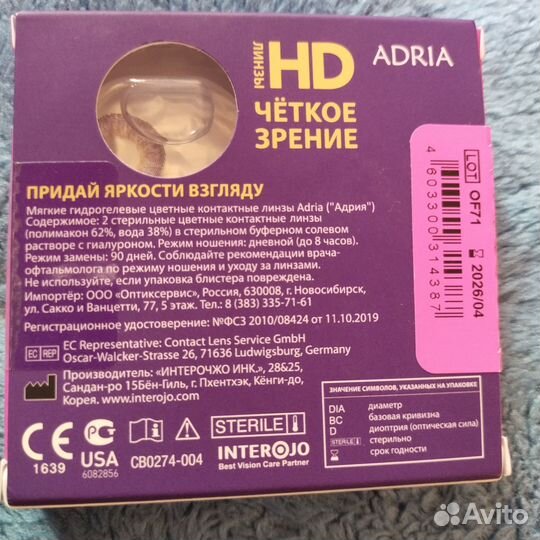 ЛИНЗЫ
HD
ADRIA
ЧЁТКОЕ
ЗРЕНИЕ
ПРИДАЙ ЯРКОСТИ ВЗГЛЯДУ
Мягкие гидрогелевые цветные контактные линзы Adria ("Адрия")
Содержимое: 2 стерильные цветные контактные линзы
(полимакон 62%, вода 38%) в стерильном буферном солевом
растворе с гиалуроном. Режим ношения: дневной (до 8 часов).
Режим замены: 90 дней. Соблюдайте рекомендации врача-
офтальмолога по режиму ношения и уходу за линзами.
Не используйте, если упаковка блистера повреждена.
Импортёр: ООО «Оптиксервис», Россия, 630008, г. Новосибирск,
ул. Сакко и Ванцетти, 77, 5 этаж. Тел.: 8 (383) 335-71-61
Регистрационное удостоверение: №ФСЗ 2010/08424 от 11.10.2019
EC REP
EC Representative: Contact Lens Service GmbH
Oscar-Walcker-Strasse 26, 71636 Ludwigsburg, Germany
Производитель: «ИНТЕРОЧЖО ИНК.», 28&25,
Сандан-ро 15бён-Гиль, г. Пхентхэк, Кёнги-до,
Корея. www.interojo.com
CE
1639
РСТ
USA
6082856
CB0274-004
STERILE
INTEROJO
Best Vision Care Partner
ЗНАЧЕНИЕ СИМВОЛОВ, УКАЗАННЫХ НА УПАКОВКЕ
DIA диаметр
BC базовая кривизна
D диоптрия (оптическая сила)
STERILE стерильно
срок годности
4603300314387
LOT OF71
2026/04
Avito